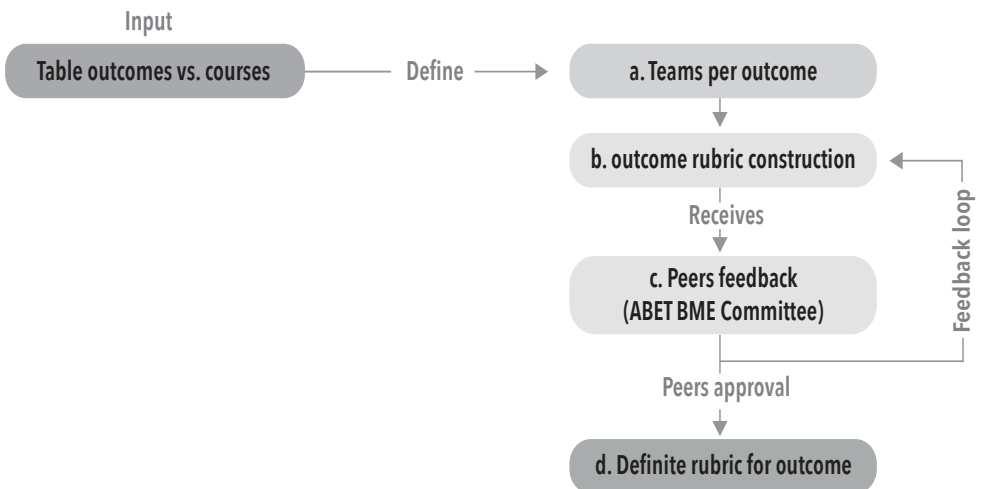 Input
Table outcomes vs. courses
Define
a. Teams per outcome
b. outcome rubric construction
Receives
c. Peers feedback
(ABET BME Committee)
Feedback loop
Peers approval
d. Definite rubric for outcome